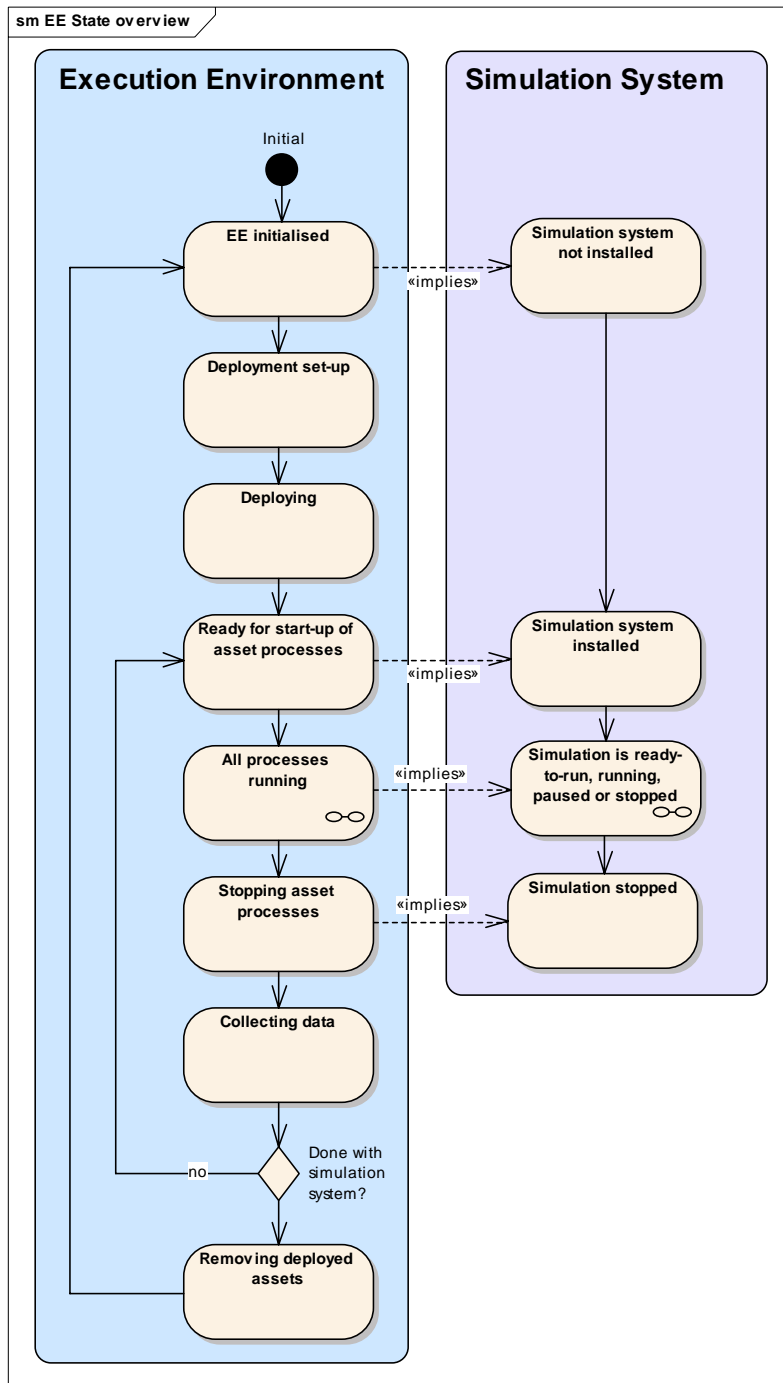 sm EE State overview
Execution Environment
Simulation System
Initial
EE initialised
Simulation system
not installed
«implies»
Deployment set-up
Deploying
Ready for start-up of
asset processes
Simulation system
installed
«implies»
All processes
running
«implies»
Simulation is ready-
to-run, running,
paused or stopped
Stopping asset
processes
«implies»
Simulation stopped
Collecting data
Done with
simulation
system?
no
Removing deployed
assets